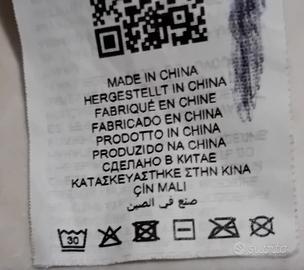 MADE IN CHINA
HERGESTELLT IN CHINA
FABRIQUÉ EN CHINE
FABRICADO EN CHINA
PRODOTTO IN CHINA
PRODUZIDO NA CHINA
СДЕЛАНО В КИТАЕ
ΚΑΤΑΣΚΕΥΑΣΤΗΚΕ ΣΤΗΝ ΚΙΝΑ
ÇİN MALI
صنع في الصين
30
subito